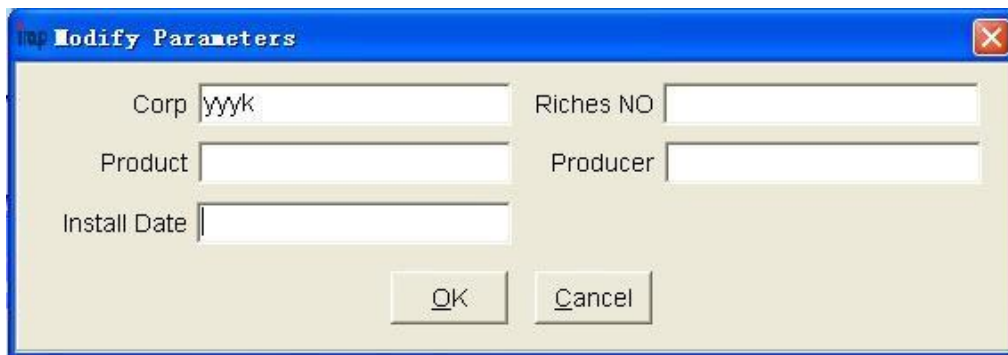 Modify Parameters
Corp yyyk Riches NO
Product Producer
Install Date
OK Cancel